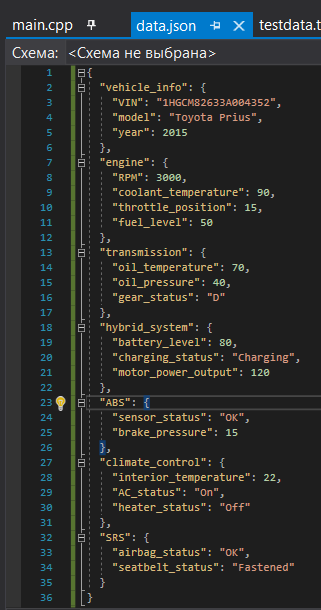 main.cpp data.json testdata.t
Схема: <Схема не выбрана>
1 {
2 "vehicle_info": {
3 "VIN": "1HGCM82633A004352",
4 "model": "Toyota Prius",
5 "year": 2015
6 },
7 "engine": {
8 "RPM": 3000,
9 "coolant_temperature": 90,
10 "throttle_position": 15,
11 "fuel_level": 50
12 },
13 "transmission": {
14 "oil_temperature": 70,
15 "oil_pressure": 40,
16 "gear_status": "D"
17 },
18 "hybrid_system": {
19 "battery_level": 80,
20 "charging_status": "Charging",
21 "motor_power_output": 120
22 },
23 "ABS": {
24 "sensor_status": "OK",
25 "brake_pressure": 15
26 },
27 "climate_control": {
28 "interior_temperature": 22,
29 "AC_status": "On",
30 "heater_status": "Off"
31 },
32 "SRS": {
33 "airbag_status": "OK",
34 "seatbelt_status": "Fastened"
35 }
36 }